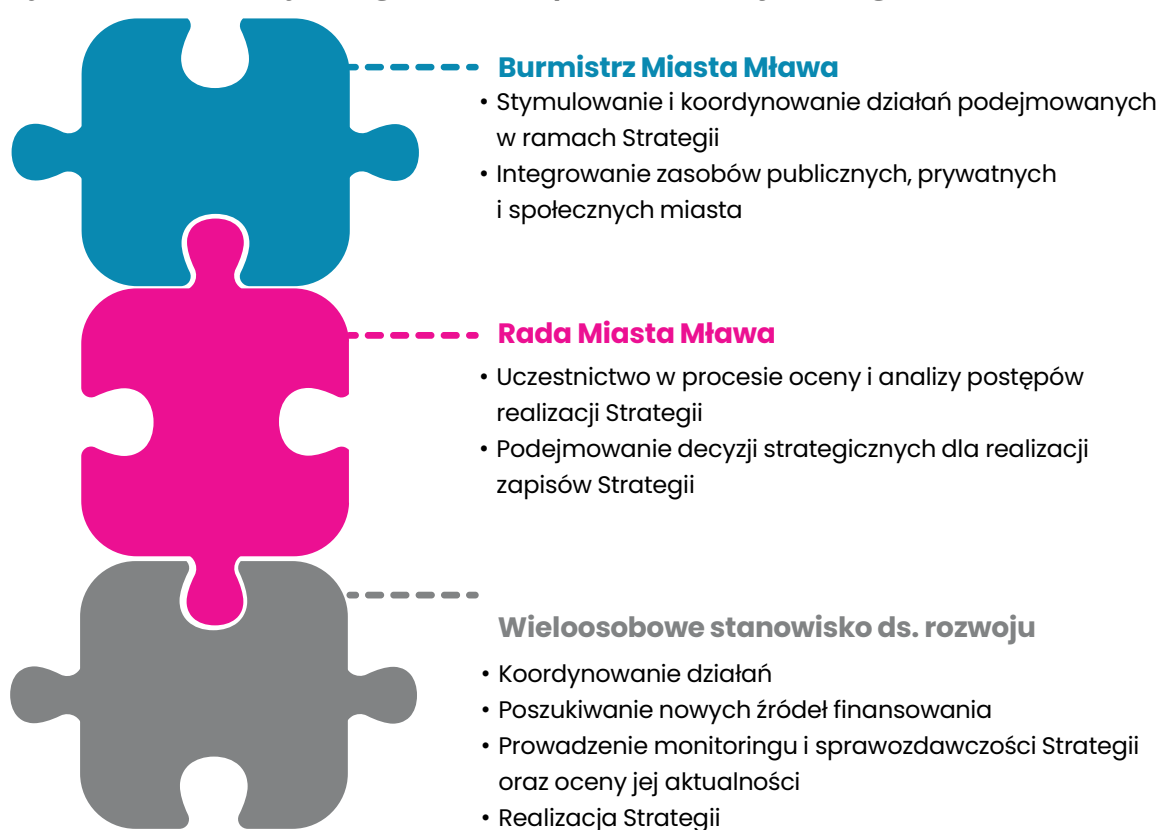 Burmistrz Miasta Mława
• Stymulowanie i koordynowanie działań podejmowanych
w ramach Strategii
• Integrowanie zasobów publicznych, prywatnych
i społecznych miasta
Rada Miasta Mława
• Uczestnictwo w procesie oceny i analizy postępów
realizacji Strategii
• Podejmowanie decyzji strategicznych dla realizacji
zapisów Strategii
Wieloosobowe stanowisko ds. rozwoju
• Koordynowanie działań
• Poszukiwanie nowych źródeł finansowania
• Prowadzenie monitoringu i sprawozdawczości Strategii
oraz oceny jej aktualności
• Realizacja Strategii